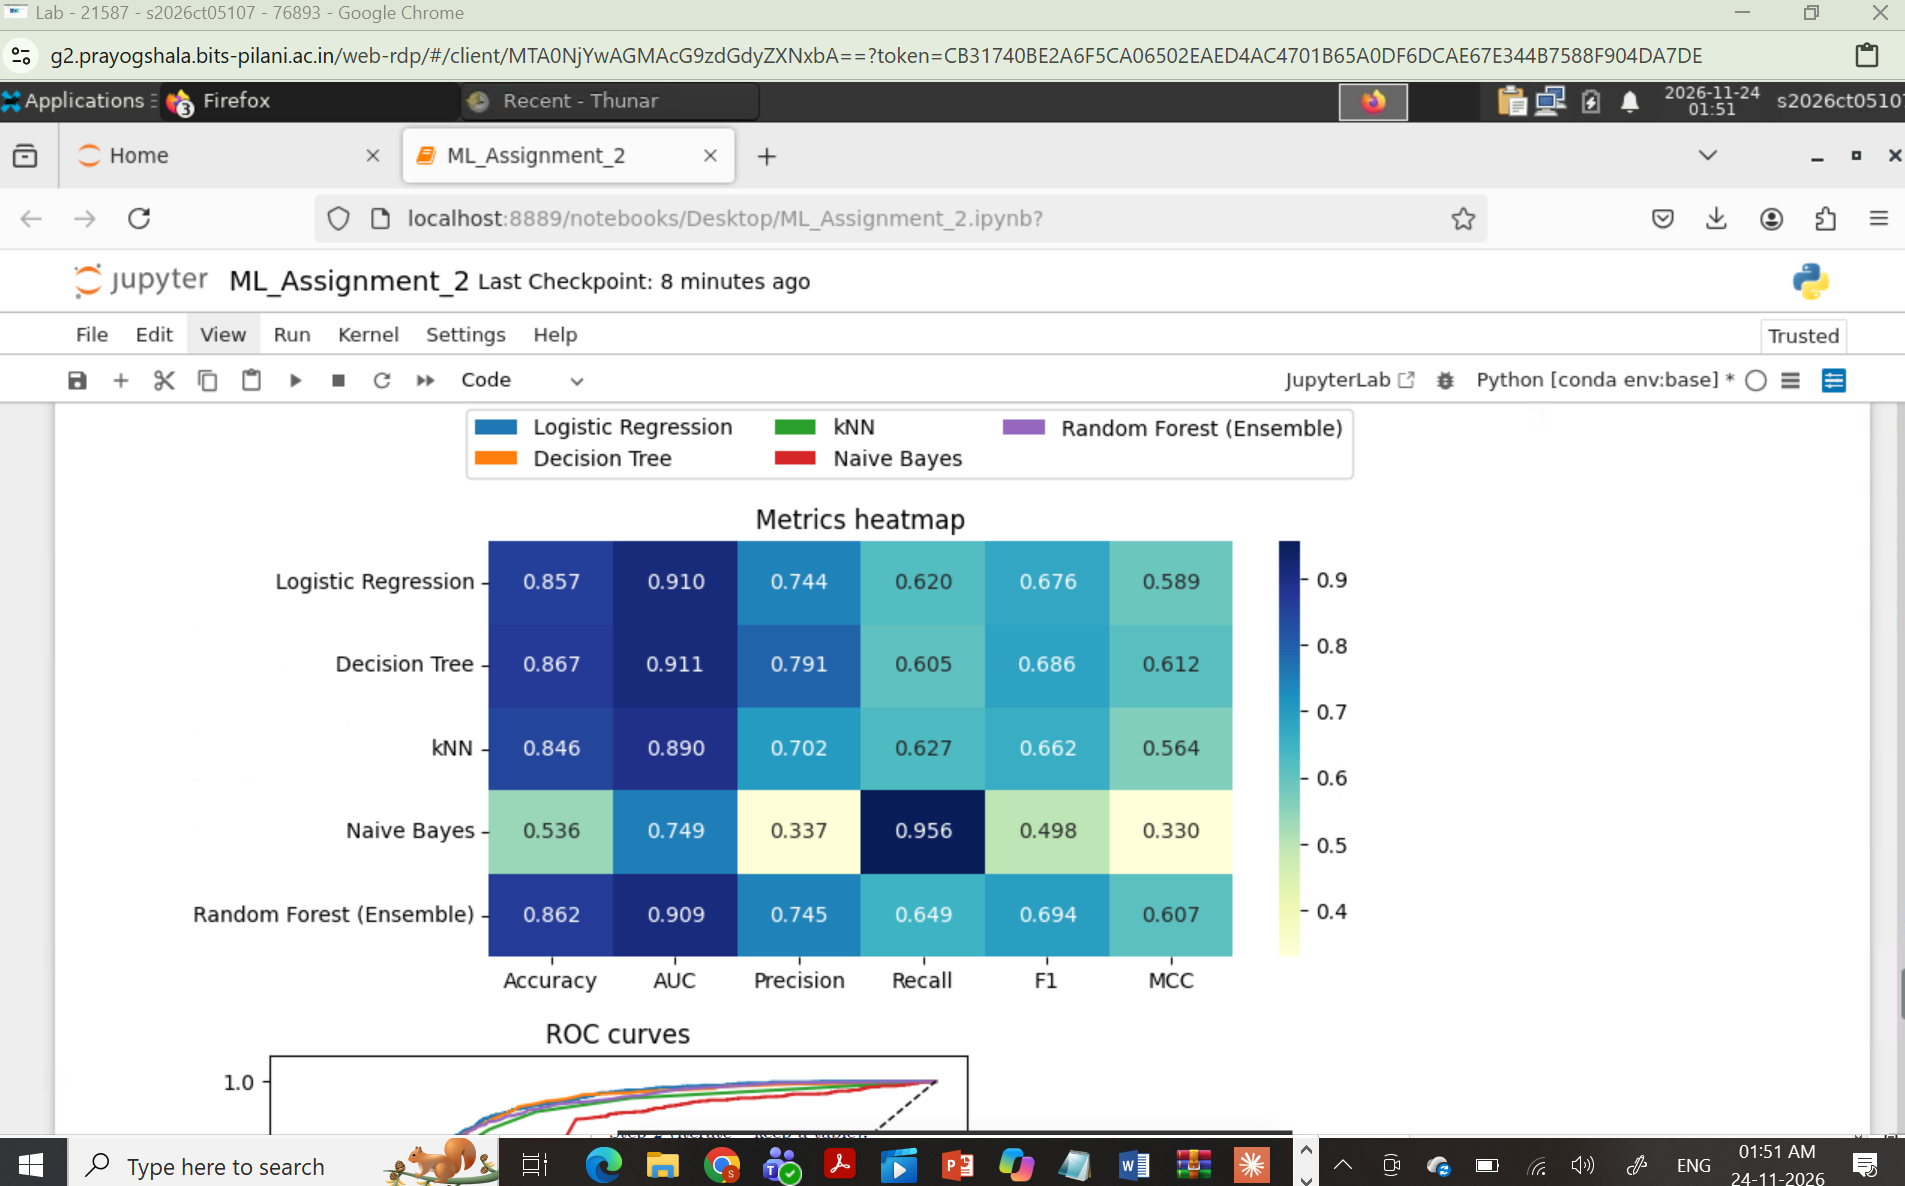 Lab - 21587 - s2026ct05107 - 76893 - Google Chrome
g2.prayogshala.bits-pilani.ac.in/web-rdp/#/client/MTA0NjYwAGMAcG9zdGdyZXNxbA==?token=CB31740BE2A6F5CA06502EAED4AC4701B65A0DF6DCAE67E344B7588F904DA7DE
Applications Firefox Recent - Thunar 2026-11-24 s2026ct0510
01:51
Home ML_Assignment_2
localhost:8889/notebooks/Desktop/ML_Assignment_2.ipynb?
jupyter ML_Assignment_2 Last Checkpoint: 8 minutes ago
File Edit View Run Kernel Settings Help Trusted
Code JupyterLab Python [conda env:base] *
Logistic Regression kNN Random Forest (Ensemble)
Decision Tree Naive Bayes
Metrics heatmap
Logistic Regression 0.857 0.910 0.744 0.620 0.676 0.589 0.9
0.8
Decision Tree 0.867 0.911 0.791 0.605 0.686 0.612
0.7
kNN 0.846 0.890 0.702 0.627 0.662 0.564
0.6
Naive Bayes 0.536 0.749 0.337 0.956 0.498 0.330
0.5
Random Forest (Ensemble) 0.862 0.909 0.745 0.649 0.694 0.607 0.4
Accuracy AUC Precision Recall F1 MCC
ROC curves
1.0
Type here to search ENG 01:51 AM
24-11-2026